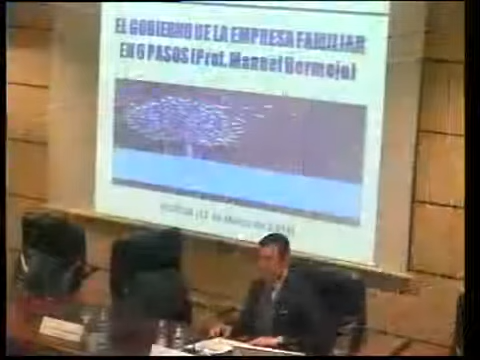 EL GOBIERNO DE LA EMPRESA FAMILIAR
EN 6 PASOS (Prof. Manuel Bermejo)